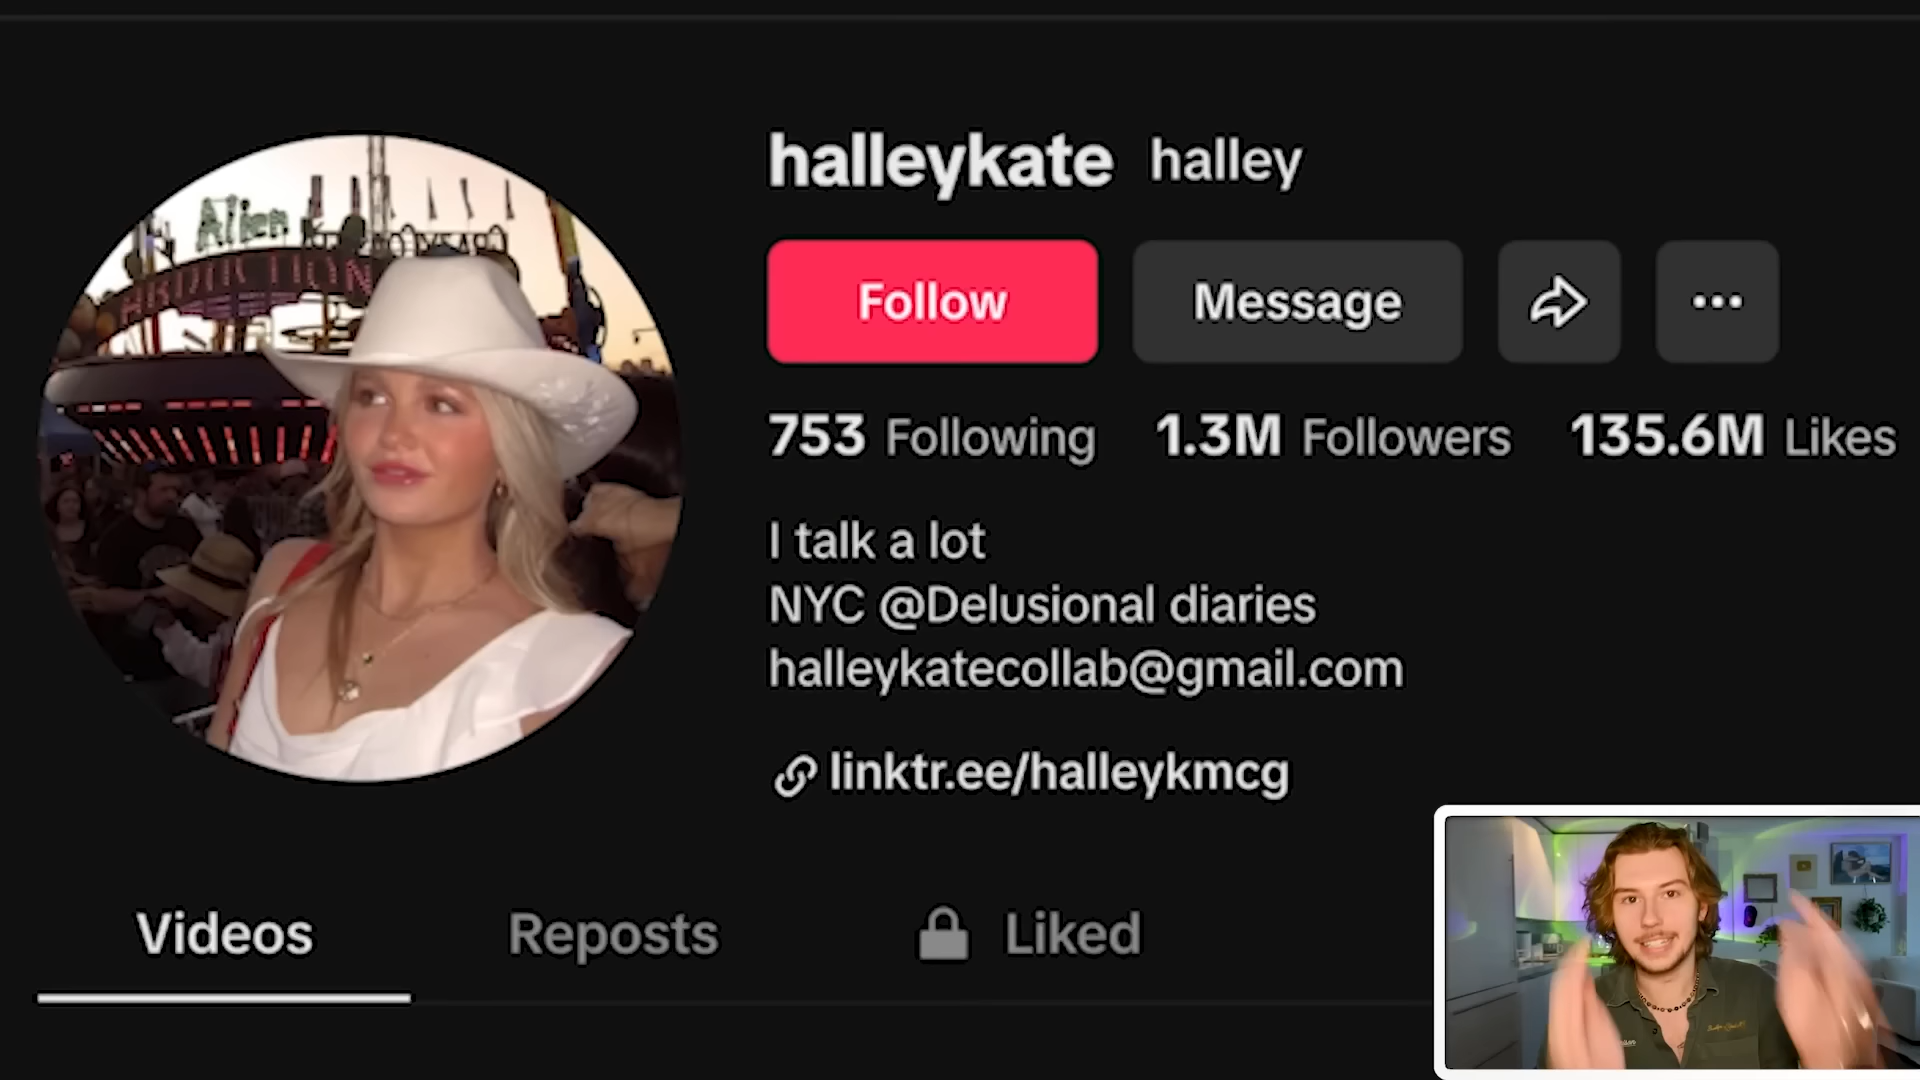 halleykate halley
Follow Message
753 Following 1.3M Followers 135.6M Likes
I talk a lot
NYC @Delusional diaries
halleykatecollab@gmail.com
linktr.ee/halleykmcg
Videos Reposts Liked
Alien